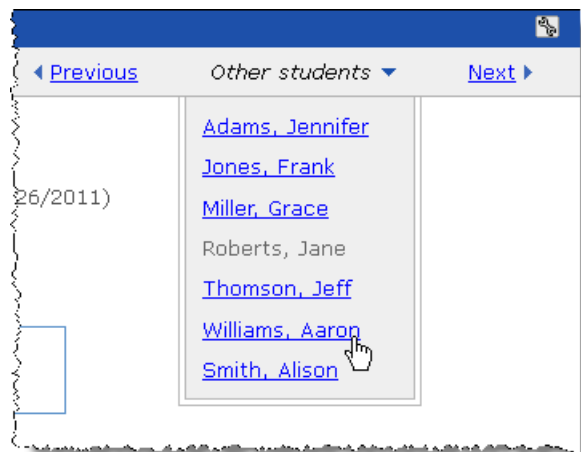 Previous Other students Next
Adams, Jennifer
Jones, Frank
26/2011)
Miller, Grace
Roberts, Jane
Thomson, Jeff
Williams, Aaron
Smith, Alison